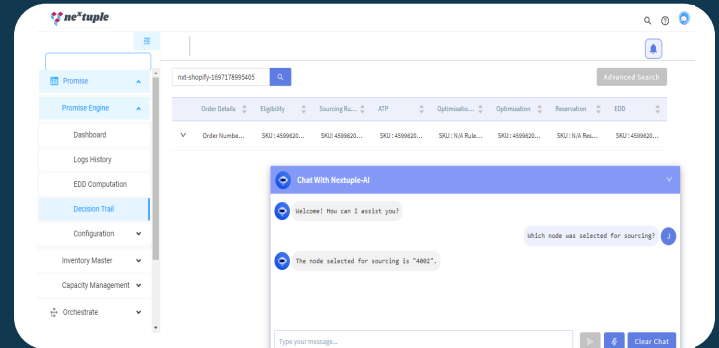 nextuple
Promise
Promise Engine
Dashboard
Logs History
EDD Computation
Decision Trail
Configuration
Inventory Master
Capacity Management
Orchestrate
nxt-shopify-1697178995405
Advanced Search
Order Details Eligibility Sourcing Ru... ATP Optimisatio... Optimisation Reservation EDD
Order Numbe... SKU : 4599620... SKU: 4599620... SKU : 4599620... SKU : N/A Rule... SKU : 4599620... SKU : N/A Res... SKU : 4599620...
Chat With Nextuple-AI
Welcome! How can I assist you?
Which node was selected for sourcing? J
The node selected for sourcing is "4002".
Type your message...
Clear Chat